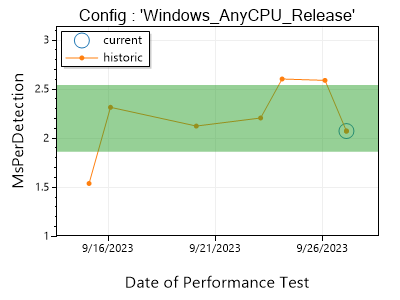 Config : 'Windows_AnyCPU_Release'
current
historic
MsPerDetection
3
2.5
2
1.5
1
9/16/2023
9/21/2023
9/26/2023
Date of Performance Test